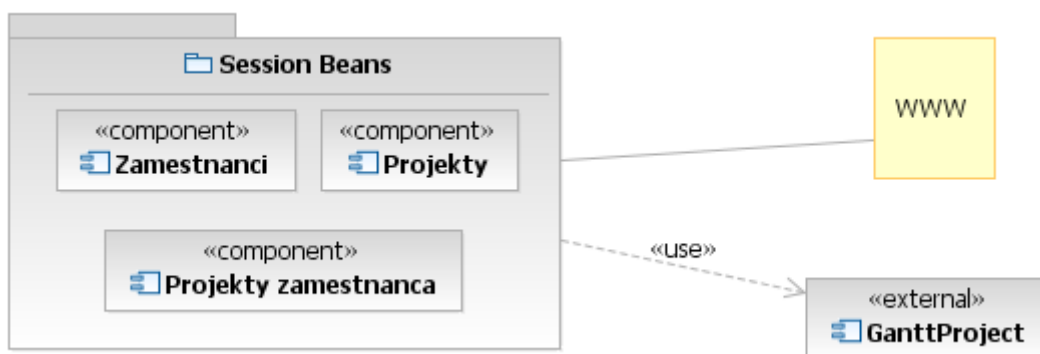 Session Beans
«component»
Zamestnanci
«component»
Projekty
«component»
Projekty zamestnanca
WWW
«use»
«external»
GanttProject